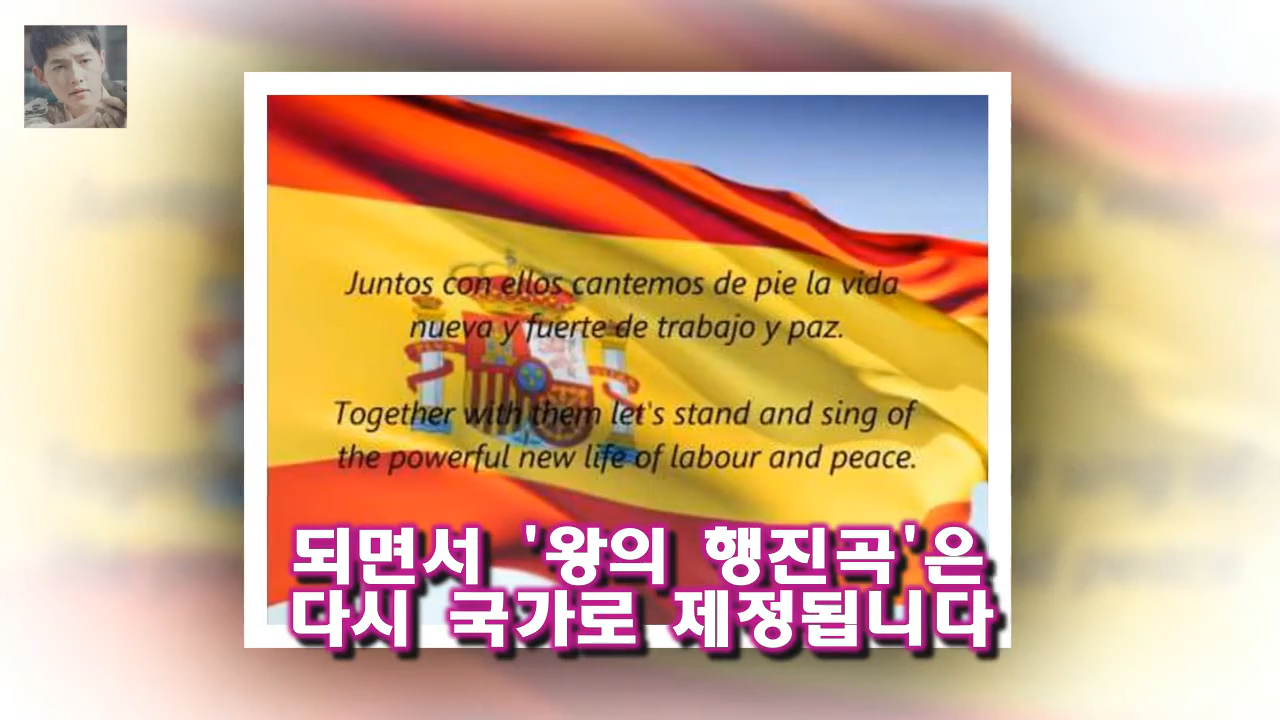 Juntos con ellos cantemos de pie la vida
nueva y fuerte de trabajo y paz.
Together with them let's stand and sing of
the powerful new life of labour and peace.
되면서 '왕의 행진곡'은
다시 국가로 제정됩니다